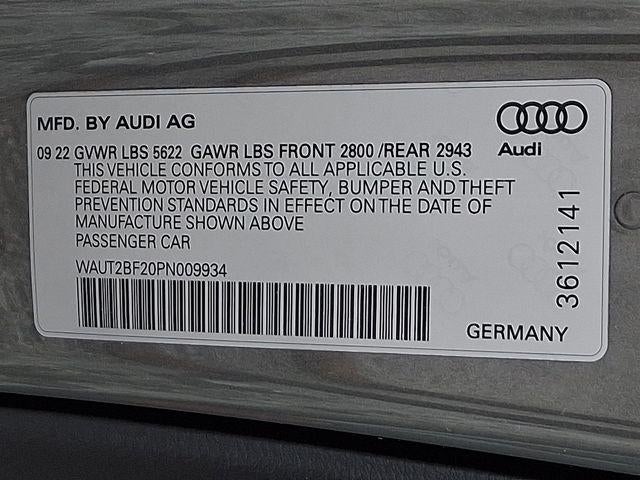 MFD. BY AUDI AG
09 22 GVWR LBS 5622 GAWR LBS FRONT 2800 /REAR 2943
THIS VEHICLE CONFORMS TO ALL APPLICABLE U.S.
FEDERAL MOTOR VEHICLE SAFETY, BUMPER AND THEFT
PREVENTION STANDARDS IN EFFECT ON THE DATE OF
MANUFACTURE SHOWN ABOVE
PASSENGER CAR
WAUT2BF20PN009934
Audi
3612141
GERMANY